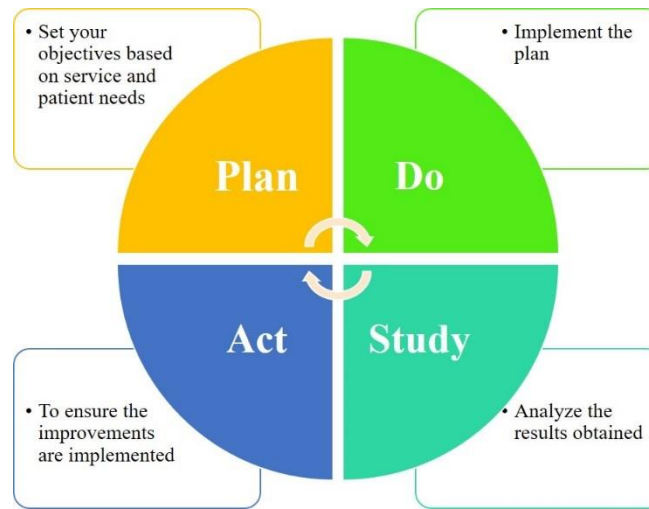 • Set your
objectives based
on service and
patient needs
• Implement the
plan
Plan
Do
Act
Study
• To ensure the
improvements
are implemented
• Analyze the
results obtained